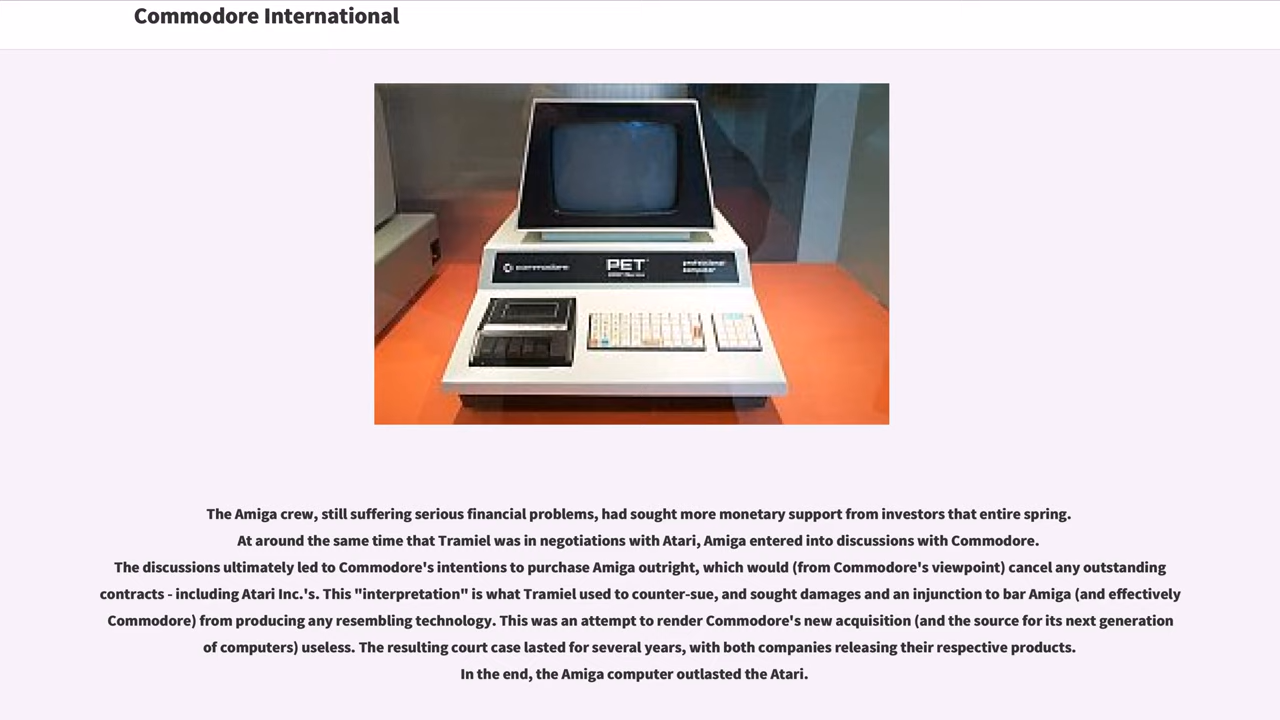 Commodore International
commodore
PET
professional
computer
The Amiga crew, still suffering serious financial problems, had sought more monetary support from investors that entire spring.
At around the same time that Tramiel was in negotiations with Atari, Amiga entered into discussions with Commodore.
The discussions ultimately led to Commodore's intentions to purchase Amiga outright, which would (from Commodore's viewpoint) cancel any outstanding
contracts - including Atari Inc.'s. This "interpretation" is what Tramiel used to counter-sue, and sought damages and an injunction to bar Amiga (and effectively
Commodore) from producing any resembling technology. This was an attempt to render Commodore's new acquisition (and the source for its next generation
of computers) useless. The resulting court case lasted for several years, with both companies releasing their respective products.
In the end, the Amiga computer outlasted the Atari.